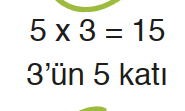 5 x 3 = 15
3’ün 5 katı